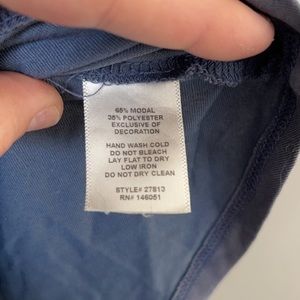 65% MODAL
35% POLYESTER
EXCLUSIVE OF
DECORATION
HAND WASH COLD
DO NOT BLEACH
LAY FLAT TO DRY
LOW IRON
DO NOT DRY CLEAN
STYLE# 27813
RN# 146051